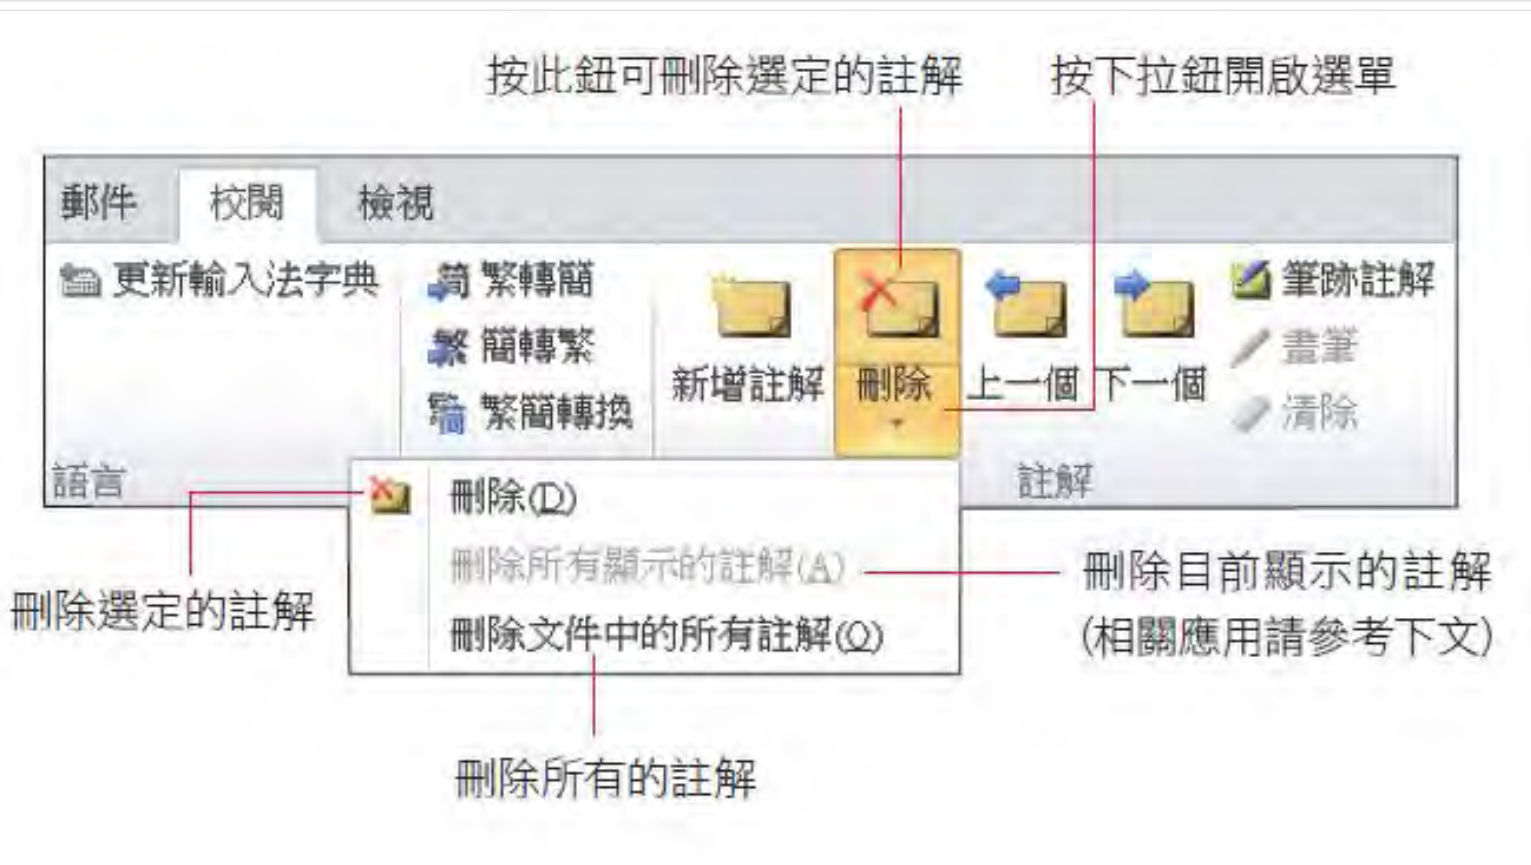 按此鈕可刪除選定的註解
按下拉鈕開啟選單
郵件
校閱
檢視
更新輸入法字典
語言
繁轉簡
簡轉繁
繁簡轉換
新增註解
刪除
上一個
下一個
筆跡註解
畫筆
清除
註解
刪除(D)
刪除所有顯示的註解(A)
刪除文件中的所有註解(O)
刪除選定的註解
刪除目前顯示的註解
(相關應用請參考下文)
刪除所有的註解